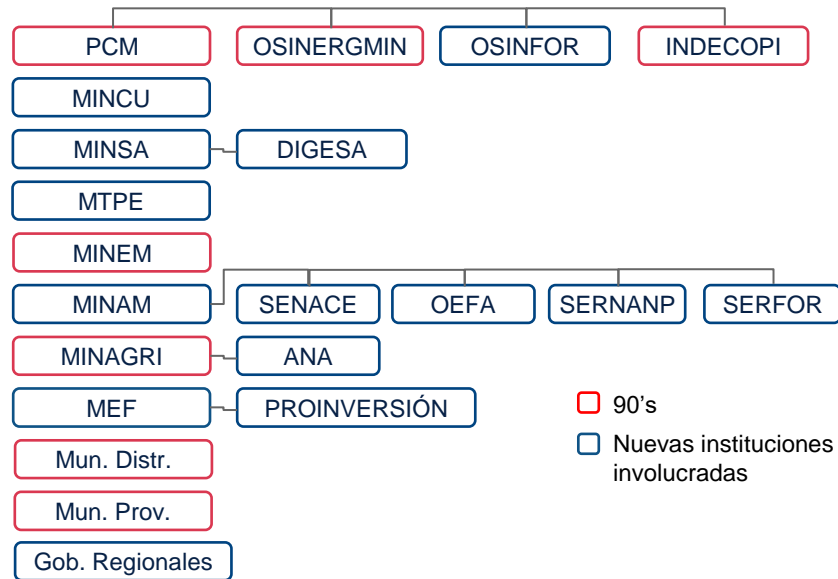 PCM
OSINERGMIN
OSINFOR
INDECOPI
MINCU
MINSA
DIGESA
MTPE
MINEM
MINAM
SENACE
OEFA
SERNANP
SERFOR
MINAGRI
ANA
MEF
PROINVERSIÓN
Mun. Distr.
Mun. Prov.
Gob. Regionales
90’s
Nuevas instituciones
involucradas